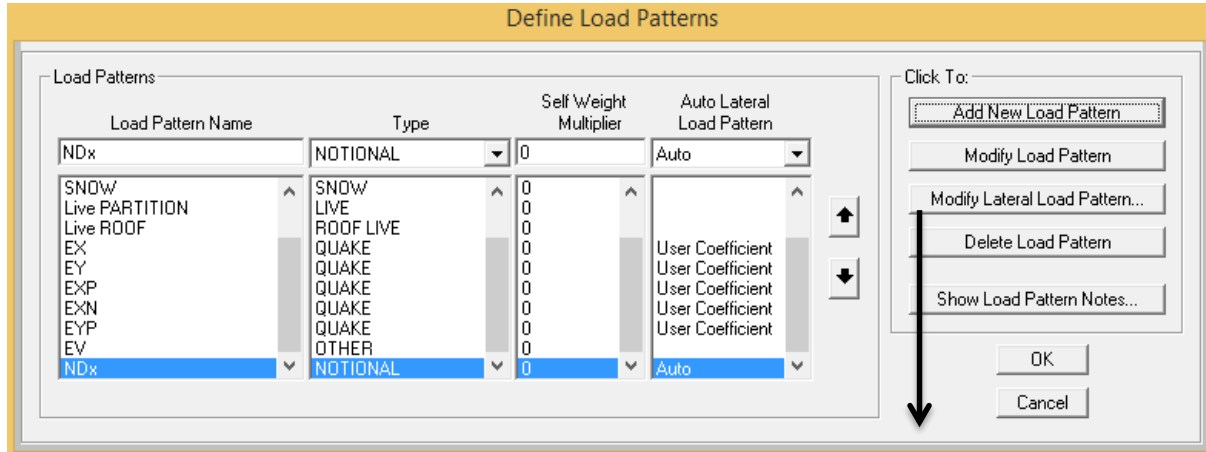 Define Load Patterns
Load Patterns
Click To:
Load Pattern Name Type Self Weight Multiplier Auto Lateral Load Pattern
NDx NOTIONAL 0 Auto
SNOW SNOW 0
Live PARTITION LIVE 0
Live ROOF ROOF LIVE 0
EX QUAKE 0 User Coefficient
EY QUAKE 0 User Coefficient
EXP QUAKE 0 User Coefficient
EXN QUAKE 0 User Coefficient
EYP QUAKE 0 User Coefficient
EV OTHER 0
NDx NOTIONAL 0 Auto
Add New Load Pattern
Modify Load Pattern
Modify Lateral Load Pattern...
Delete Load Pattern
Show Load Pattern Notes...
OK
Cancel